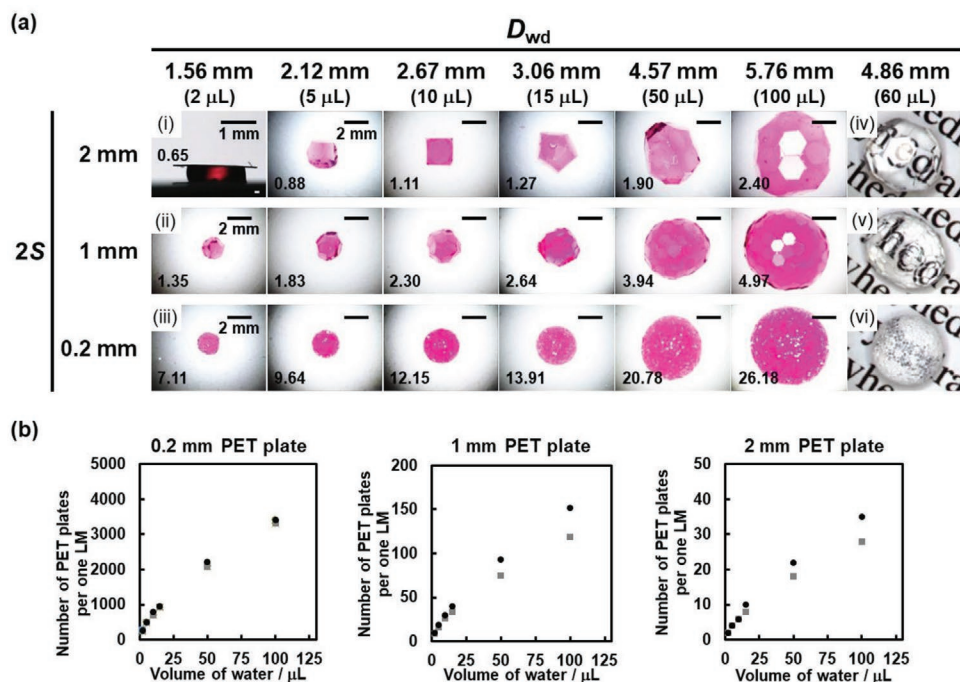 (a)
D_wd
1.56 mm 2.12 mm 2.67 mm 3.06 mm 4.57 mm 5.76 mm 4.86 mm
(2 μL) (5 μL) (10 μL) (15 μL) (50 μL) (100 μL) (60 μL)
2S
2 mm
(i) 1 mm 2 mm (iv)
0.65 0.88 1.11 1.27 1.90 2.40
1 mm
(ii) 2 mm (v)
1.35 1.83 2.30 2.64 3.94 4.97
0.2 mm
(iii) 2 mm (vi)
7.11 9.64 12.15 13.91 20.78 26.18
(b)
0.2 mm PET plate
Number of PET plates
per one LM
5000
4000
3000
2000
1000
0
0 25 50 75 100 125
Volume of water / μL
1 mm PET plate
Number of PET plates
per one LM
200
150
100
50
0
0 25 50 75 100 125
Volume of water / μL
2 mm PET plate
Number of PET plates
per one LM
50
40
30
20
10
0
0 25 50 75 100 125
Volume of water / μL